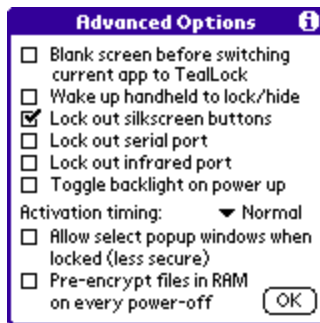 Advanced Options i
Blank screen before switching
current app to TealLock
Wake up handheld to lock/hide
Lock out silkscreen buttons
Lock out serial port
Lock out infrared port
Toggle backlight on power up
Activation timing: Normal
Allow select popup windows when
locked (less secure)
Pre-encrypt files in RAM
on every power-off
OK